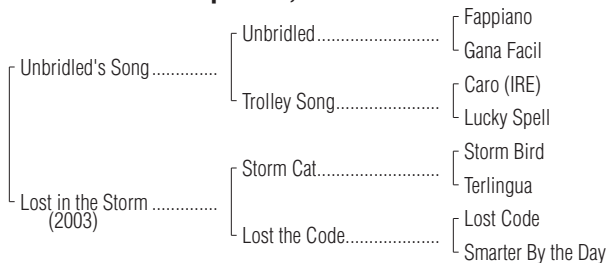 Unbridled's Song..............
Unbridled.......................
Fappiano
Gana Facil
Trolley Song....................
Caro (IRE)
Lucky Spell
Lost in the Storm ..............
(2003)
Storm Cat.......................
Storm Bird
Terlingua
Lost the Code..................
Lost Code
Smarter By the Day